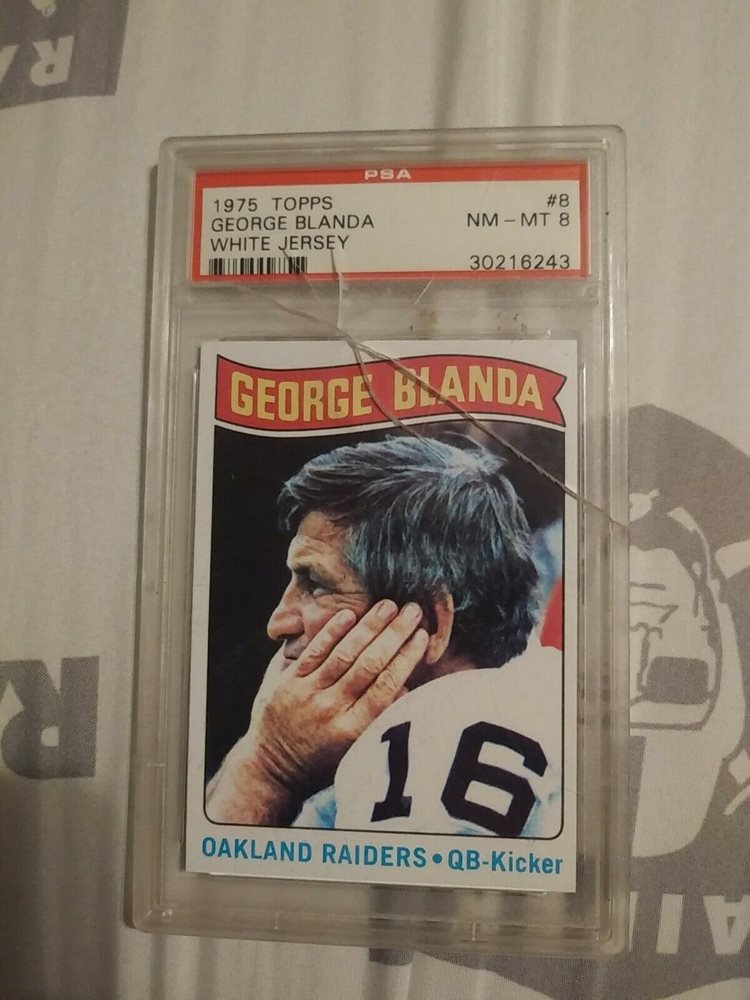 PSA
1975 TOPPS #8
GEORGE BLANDA NM-MT 8
WHITE JERSEY
30216243
GEORGE BLANDA
16
OAKLAND RAIDERS•QB-Kicker